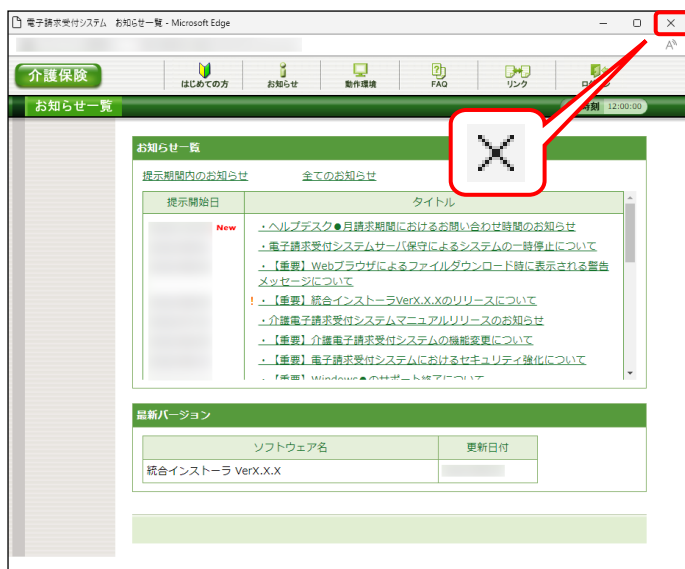 電子請求受付システム お知らせ一覧 - Microsoft Edge
介護保険
はじめての方 お知らせ 動作環境 FAQ リンク
お知らせ一覧
時刻 12:00:00
お知らせ一覧
提示期間内のお知らせ 全てのお知らせ
提示開始日 タイトル
New ・ヘルプデスク●月請求期間におけるお問い合わせ時間のお知らせ
・電子請求受付システムサーバ保守によるシステムの一時停止について
・【重要】Webブラウザによるファイルダウンロード時に表示される警告
メッセージについて
! ・【重要】統合インストーラVerX.X.Xのリリースについて
・介護電子請求受付システムマニュアルリリースのお知らせ
・【重要】介護電子請求受付システムの機能変更について
・【重要】電子請求受付システムにおけるセキュリティ強化について
・【重要】Windows●のサポート終了について
最新バージョン
ソフトウェア名 更新日付
統合インストーラ VerX.X.X